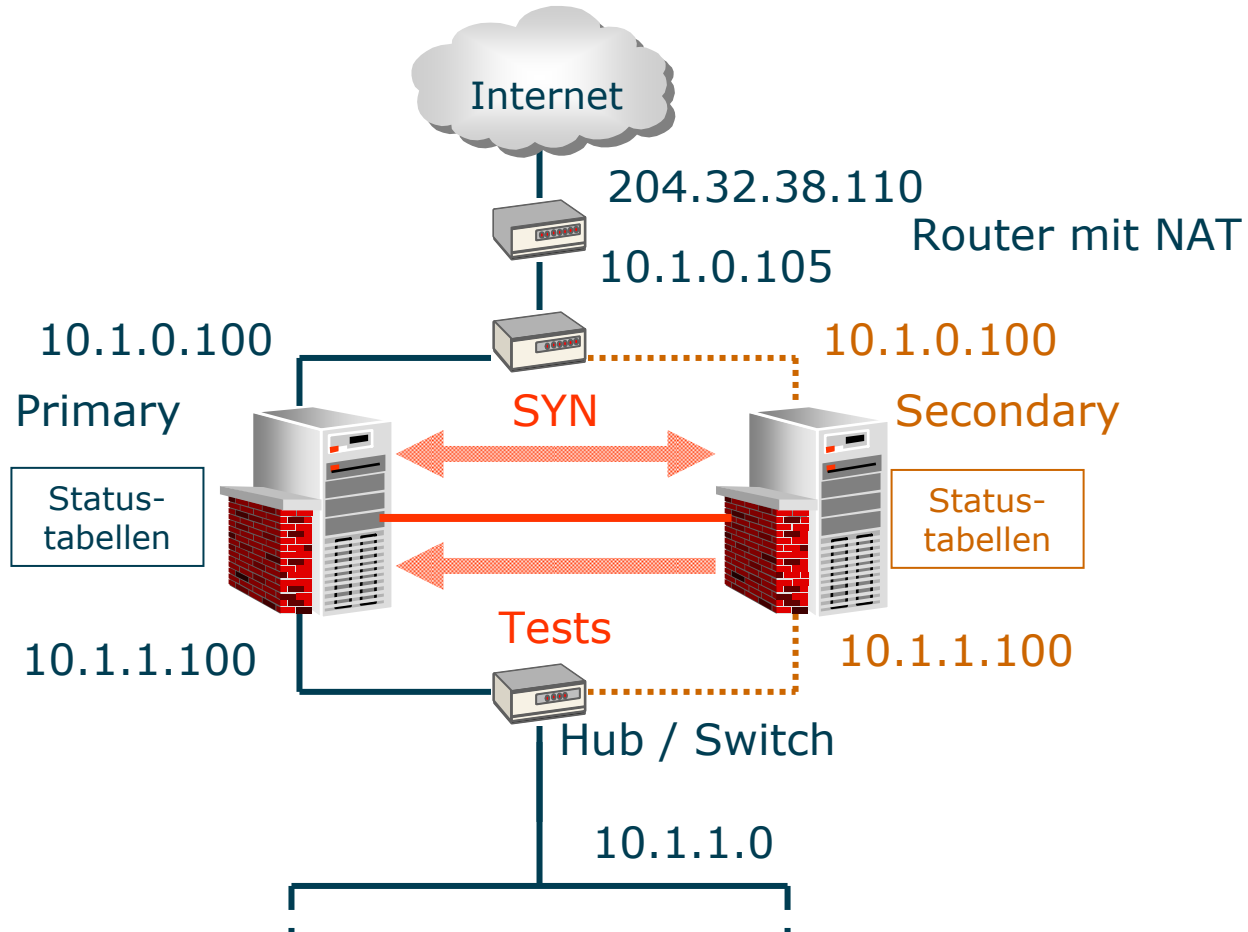 Internet
204.32.38.110
Router mit NAT
10.1.0.105
10.1.0.100
10.1.0.100
Primary
SYN
Secondary
Status-
tabellen
Status-
tabellen
Tests
10.1.1.100
10.1.1.100
Hub / Switch
10.1.1.0